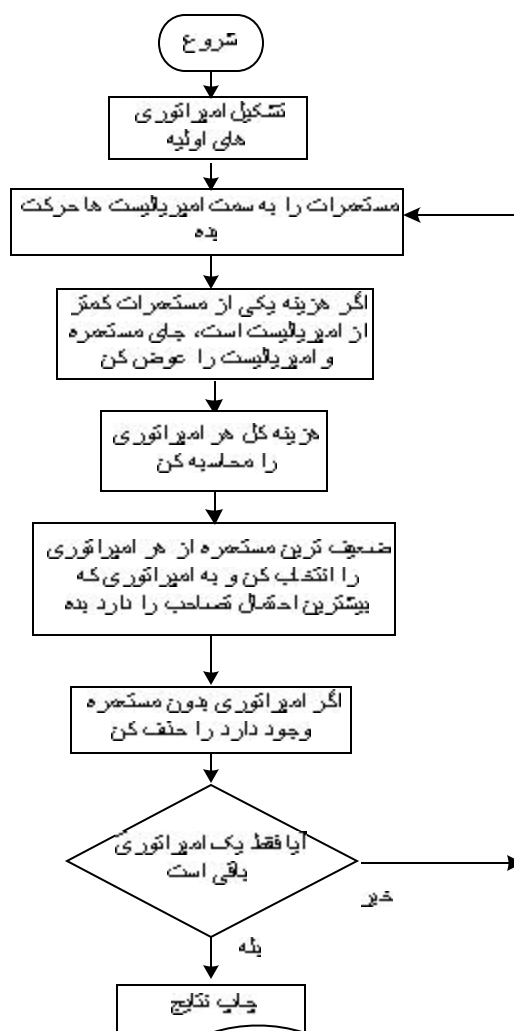 شروع
تشکیل امپراتوری
های اولیه
مستعمرات را به سمت امپریالیست ها حرکت
بده
اگر هزینه یکی از مستعمرات کمتر
از امپریالیست است، جای مستعمره
و امپریالیست را عوض کن
هزینه کل هر امپراتوری
را محاسبه کن
ضعیف ترین مستعمره از هر امپراتوری
را انتخاب کن و به امپراتوری که
بیشترین احتمال تصاحب را دارد بده
اگر امپراتوری بدون مستعمره
وجود دارد را حذف کن
آیا فقط یک امپراتوری
باقی است
خیر
بله
چاپ نتایج